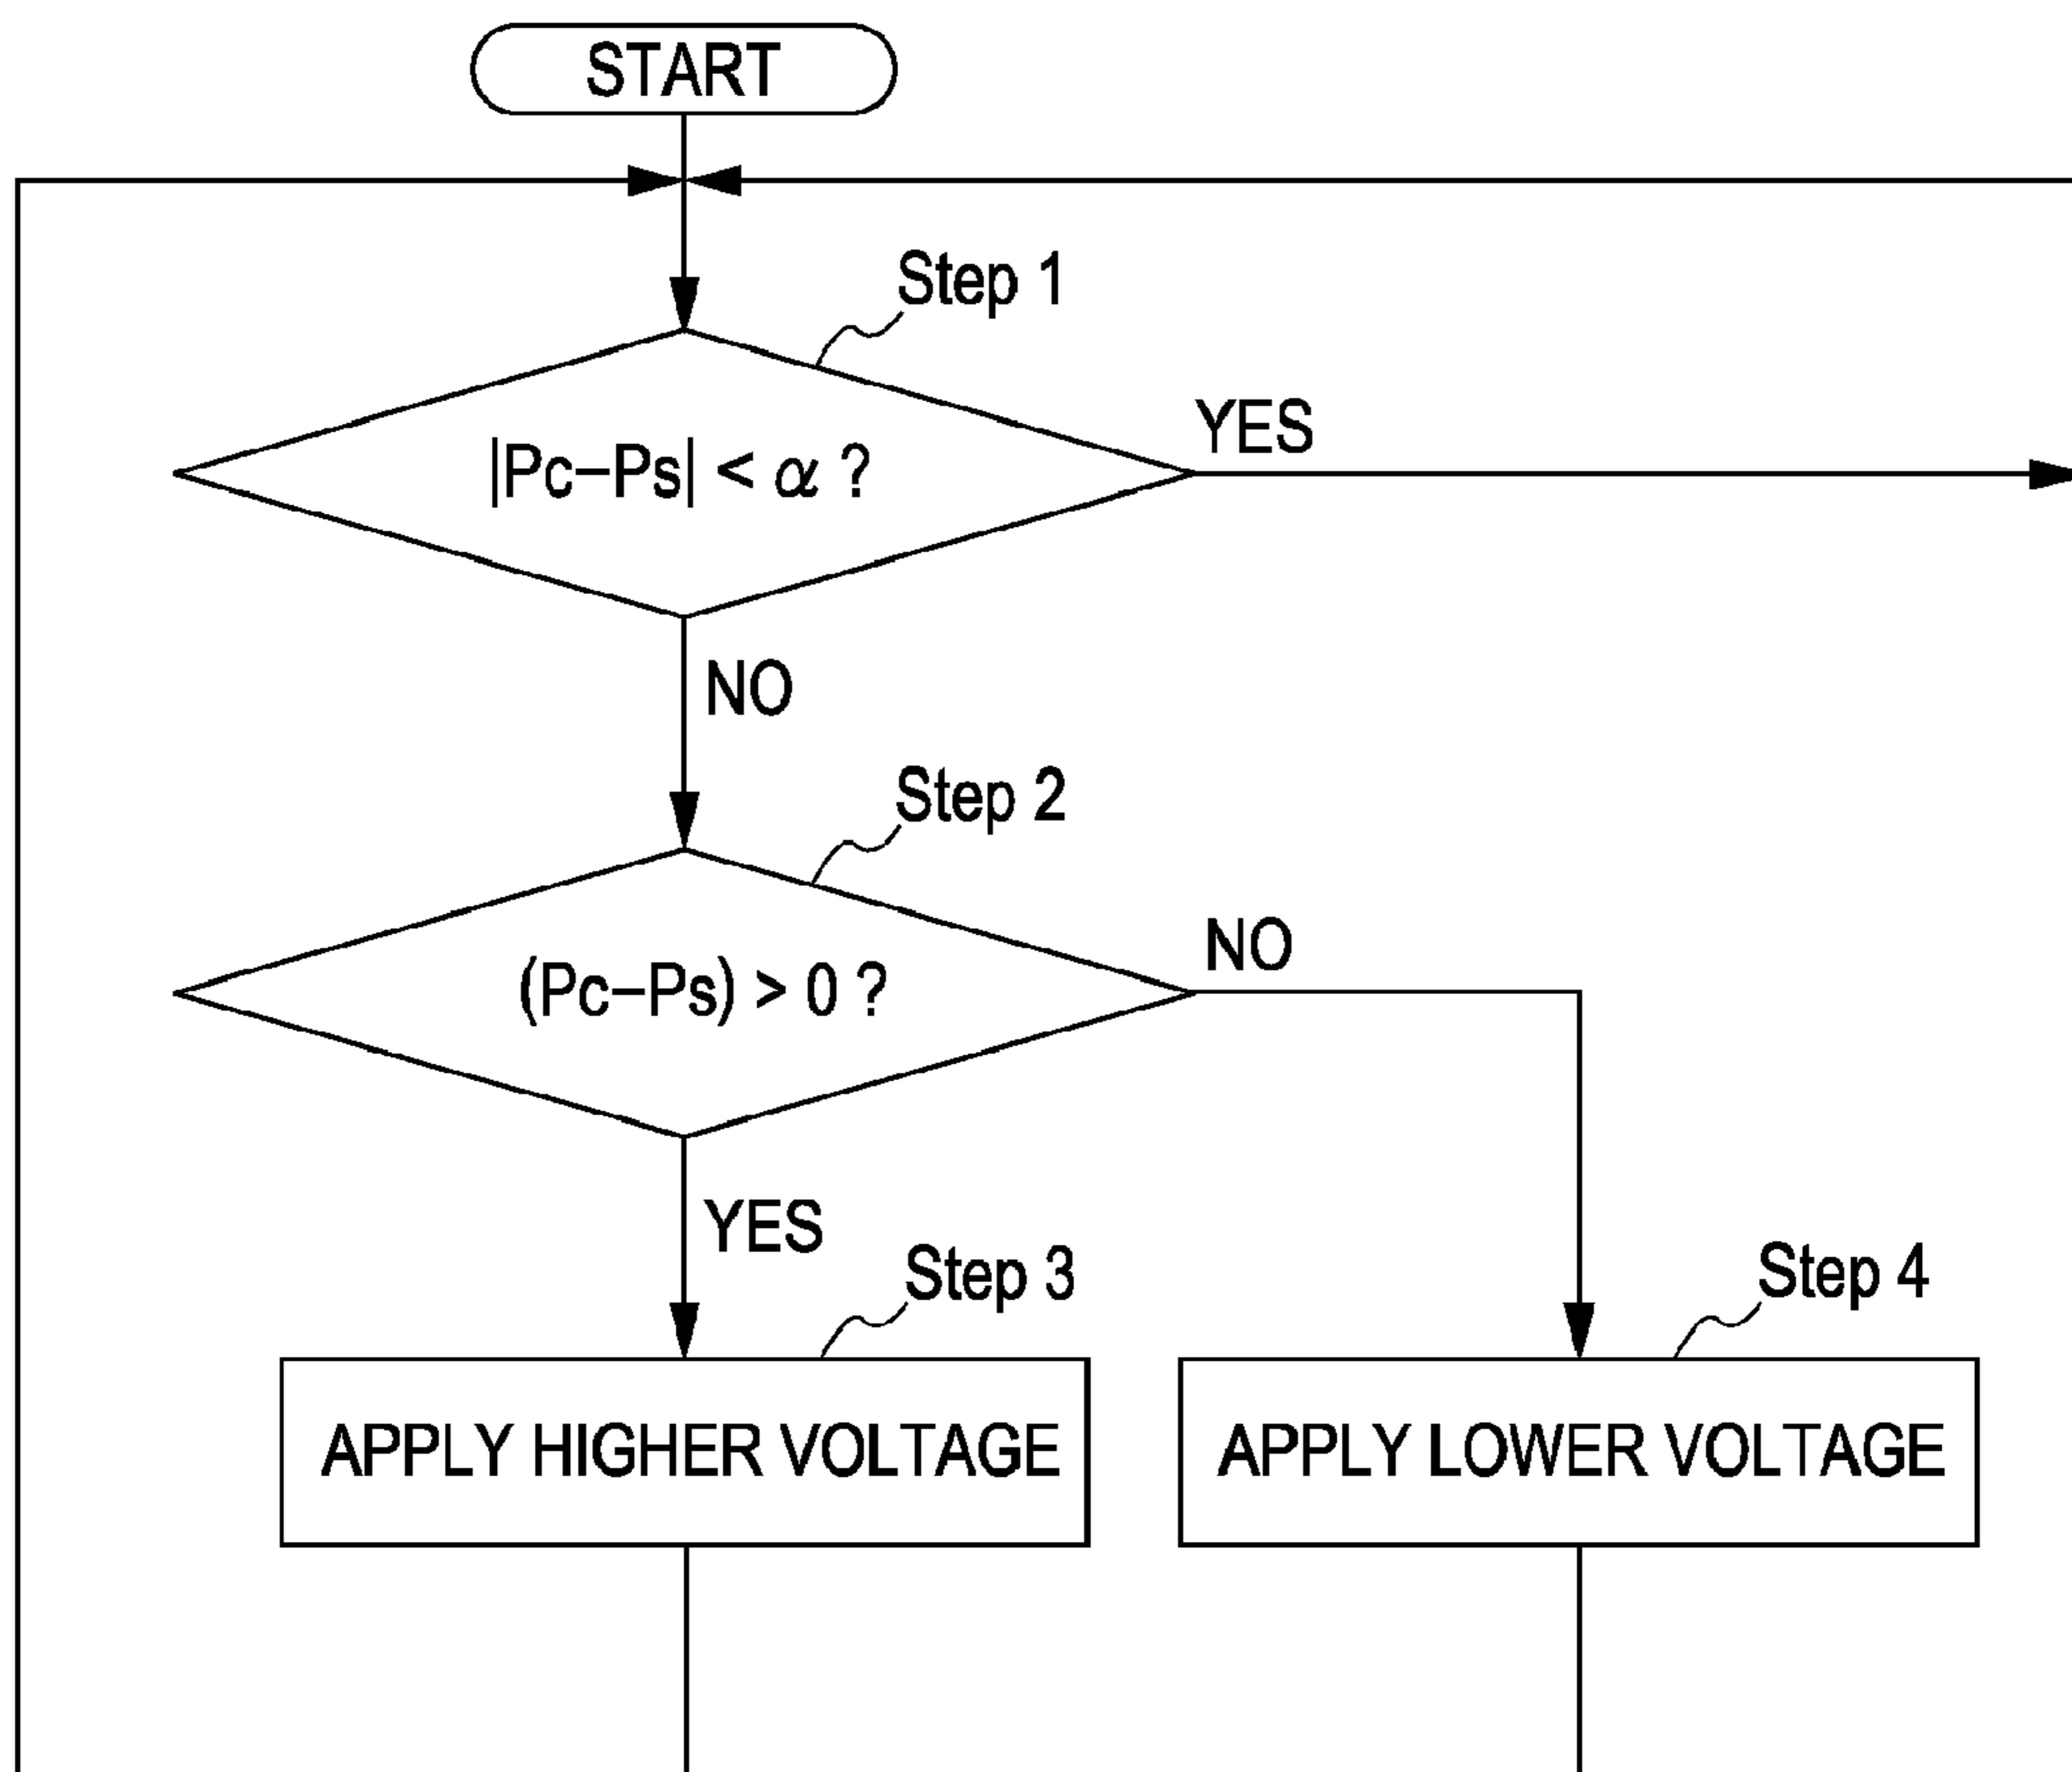 START
Step 1
|Pc−Ps| < α ?
YES
NO
Step 2
(Pc−Ps) > 0 ?
NO
YES
Step 3
Step 4
APPLY HIGHER VOLTAGE
APPLY LOWER VOLTAGE